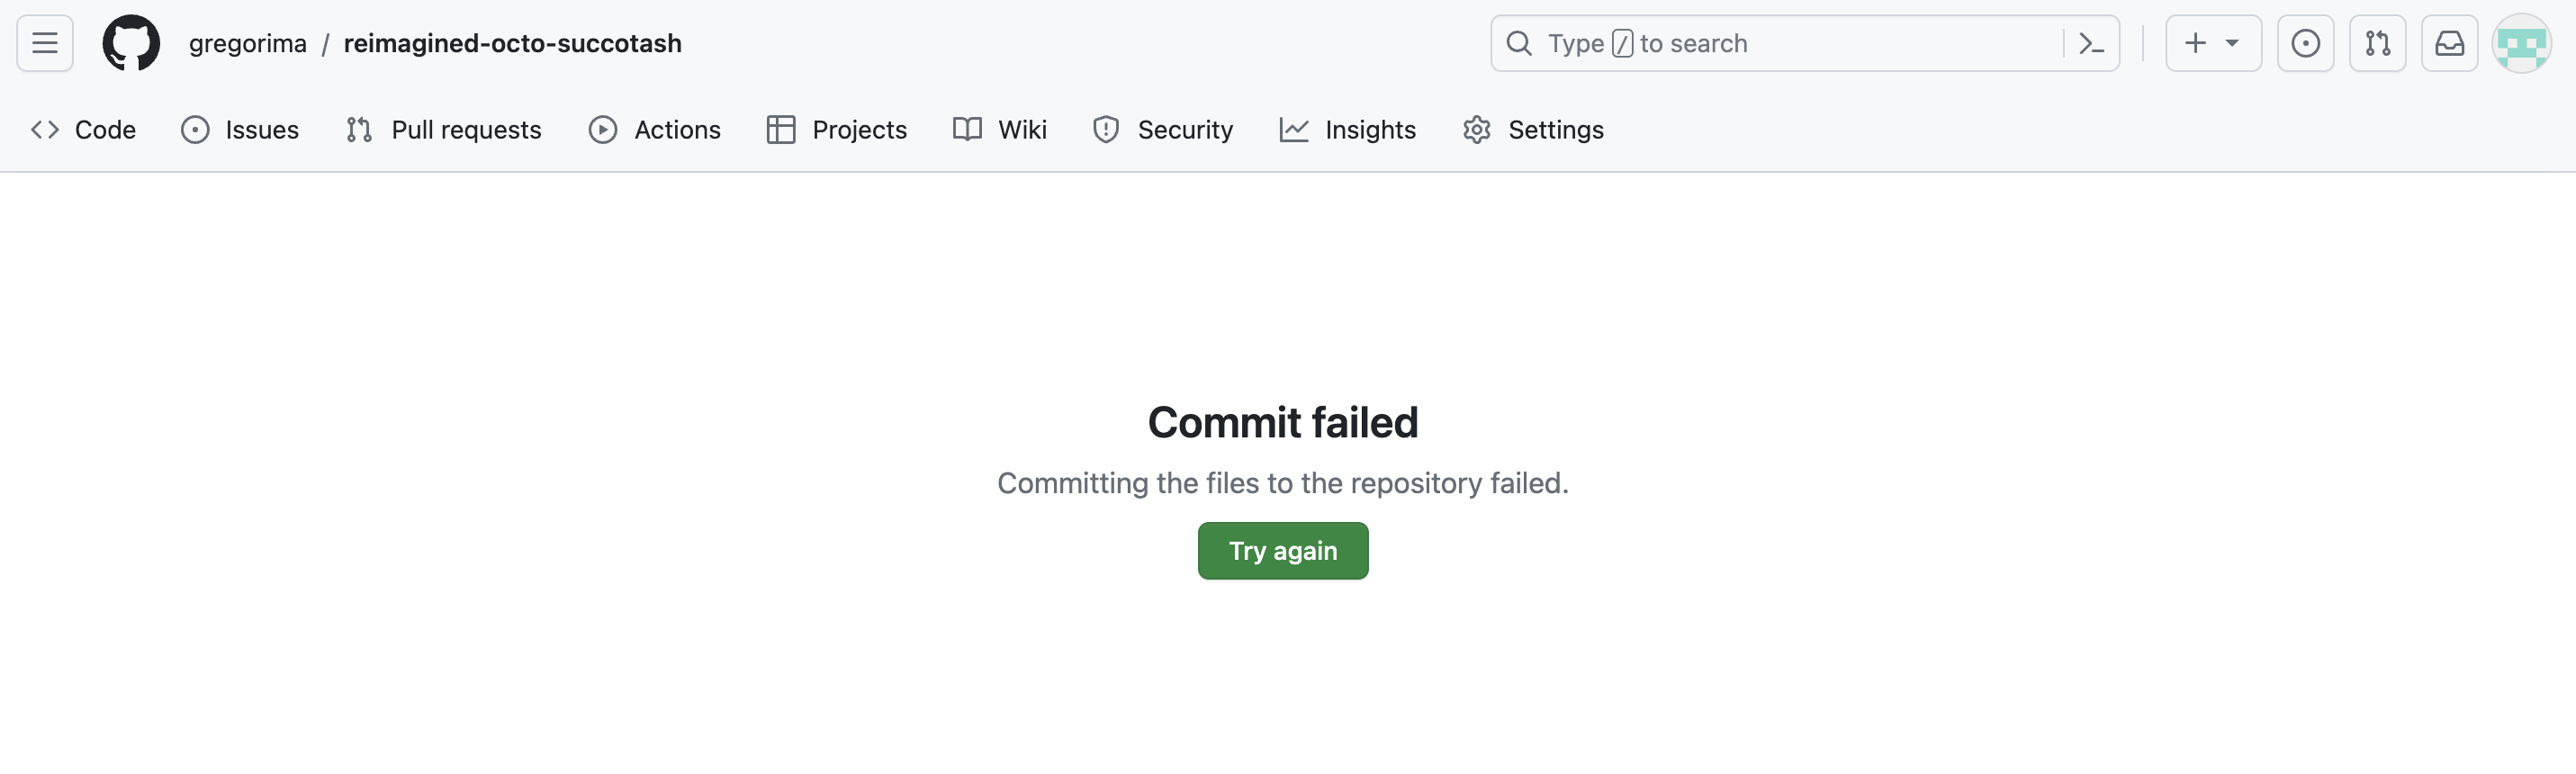 gregorima / reimagined-octo-succotash
Type / to search
Code Issues Pull requests Actions Projects Wiki Security Insights Settings
Commit failed
Committing the files to the repository failed.
Try again